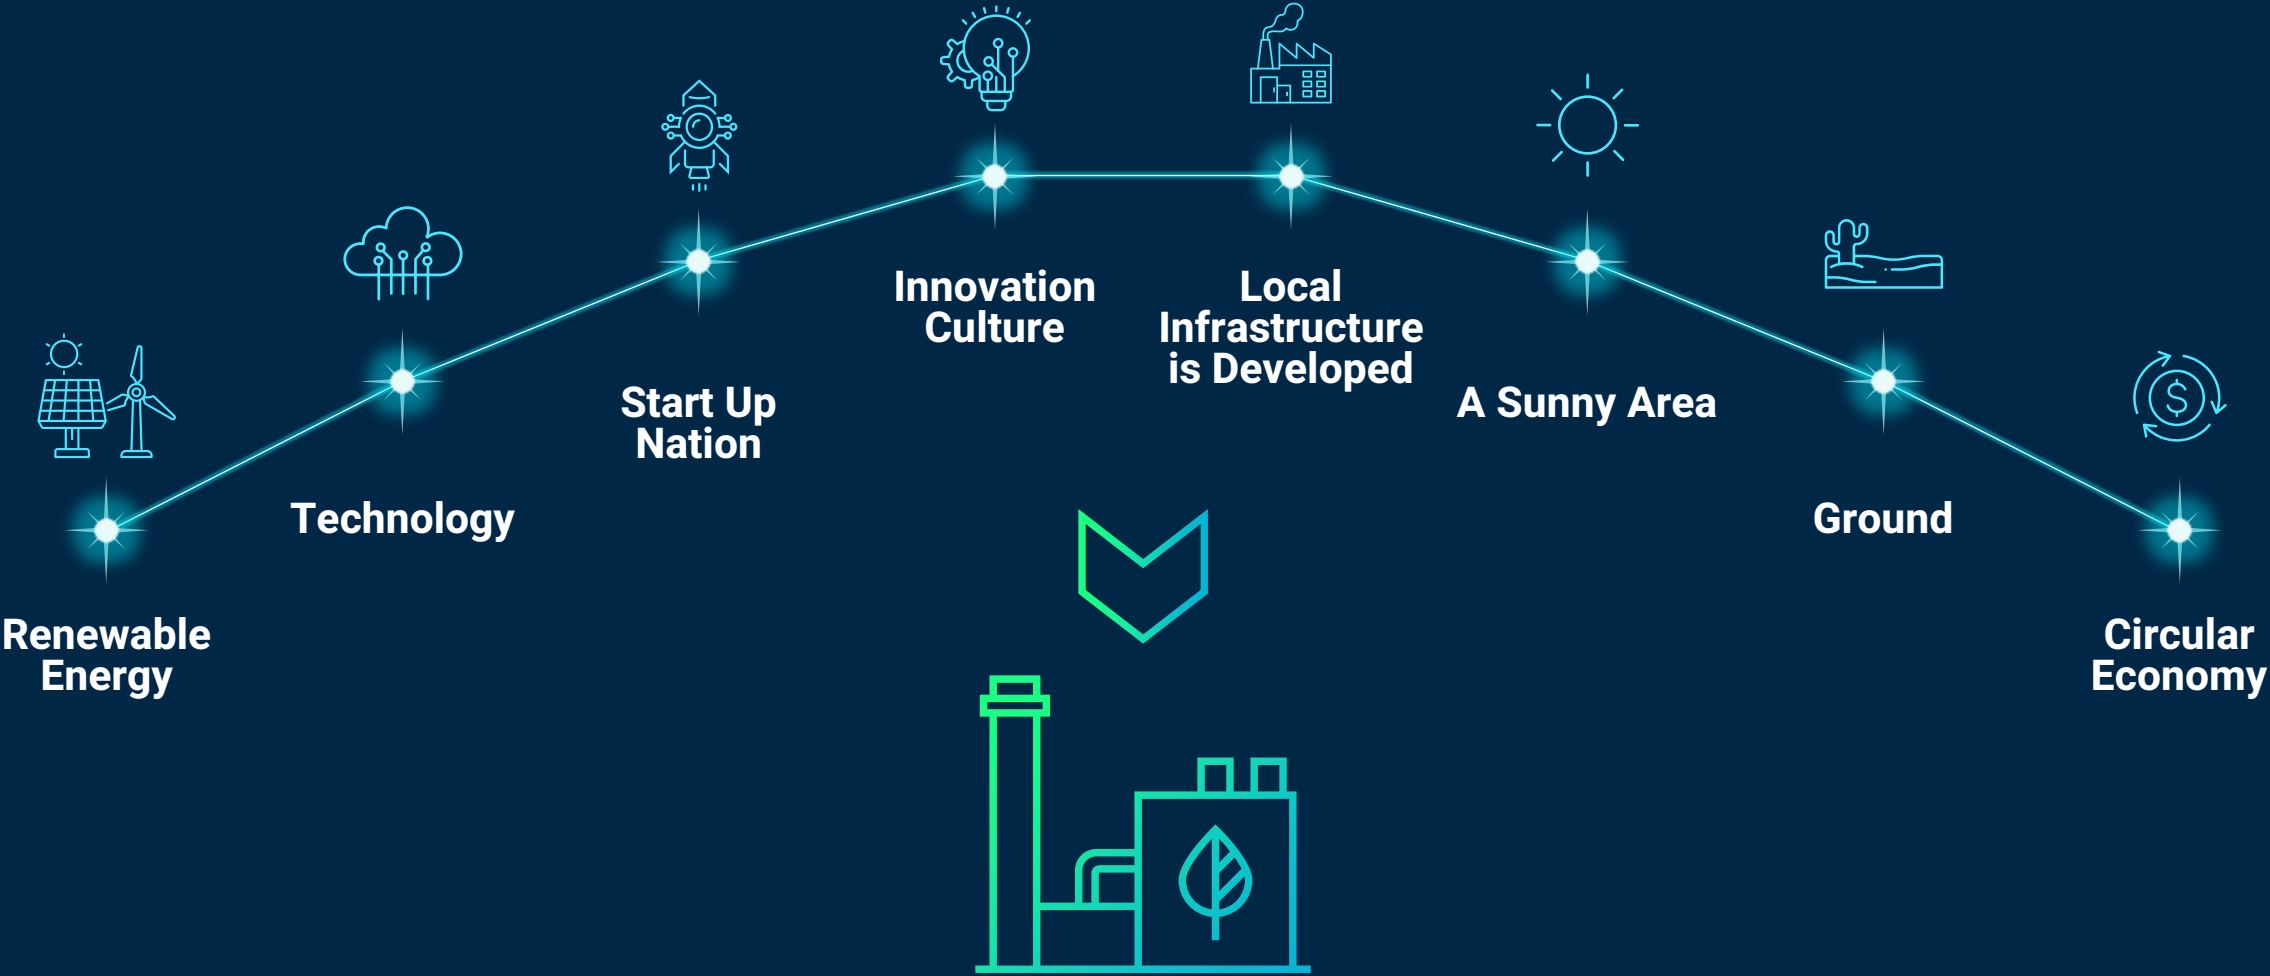 Renewable
Energy
Technology
Start Up
Nation
Innovation
Culture
Local
Infrastructure
is Developed
A Sunny Area
Ground
Circular
Economy